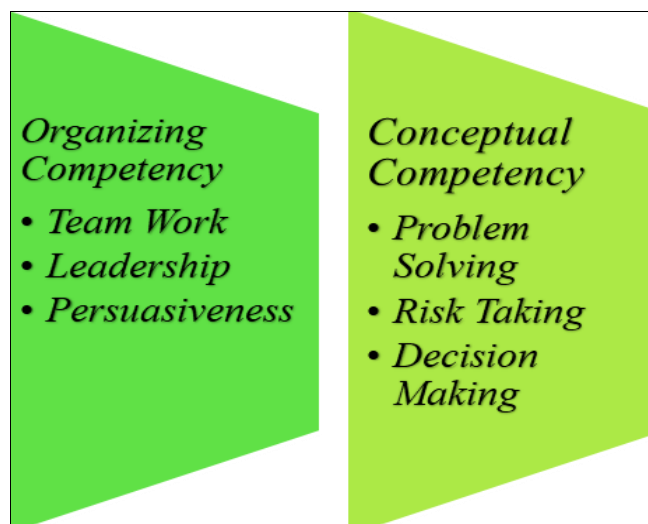 Organizing
Competency
• Team Work
• Leadership
• Persuasiveness
Conceptual
Competency
• Problem
Solving
• Risk Taking
• Decision
Making